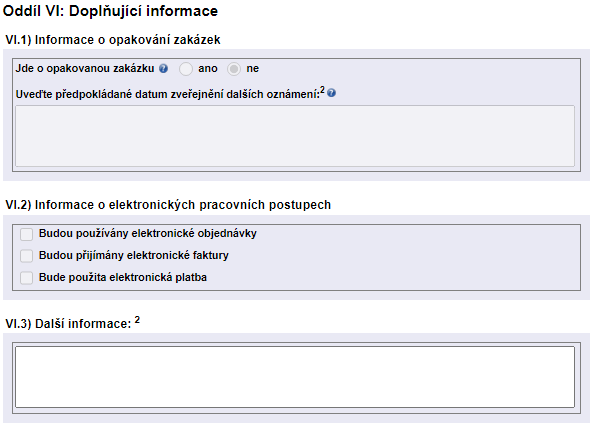 Oddíl VI: Doplňující informace
VI.1) Informace o opakování zakázek
Jde o opakovanou zakázku ? ano ne
Uveďte předpokládané datum zveřejnění dalších oznámení:2 ?
VI.2) Informace o elektronických pracovních postupech
Budou používány elektronické objednávky
Budou přijímány elektronické faktury
Bude použita elektronická platba
VI.3) Další informace: 2